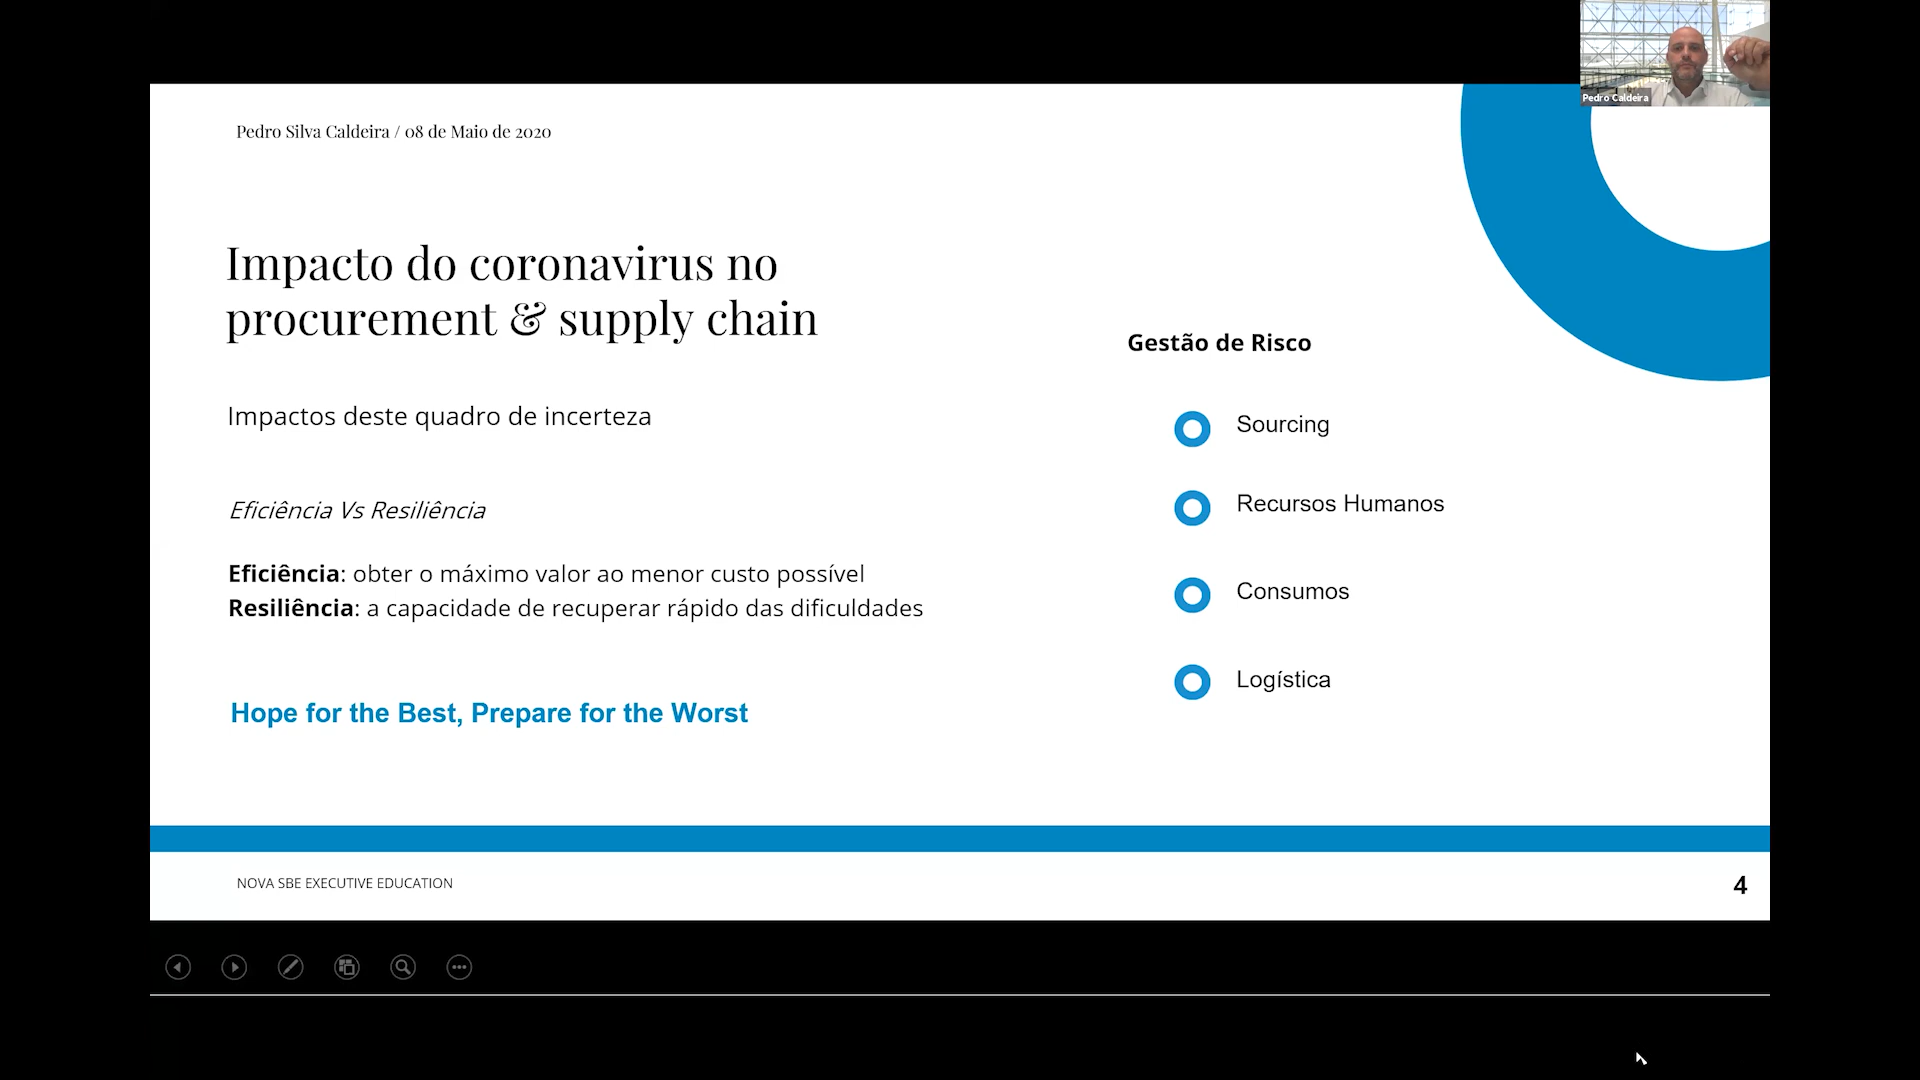 Pedro Caldeira
Pedro Silva Caldeira / 08 de Maio de 2020
Impacto do coronavirus no
procurement & supply chain
Impactos deste quadro de incerteza
Eficiência Vs Resiliência
Eficiência: obter o máximo valor ao menor custo possível
Resiliência: a capacidade de recuperar rápido das dificuldades
Hope for the Best, Prepare for the Worst
Gestão de Risco
Sourcing
Recursos Humanos
Consumos
Logística
NOVA SBE EXECUTIVE EDUCATION
4